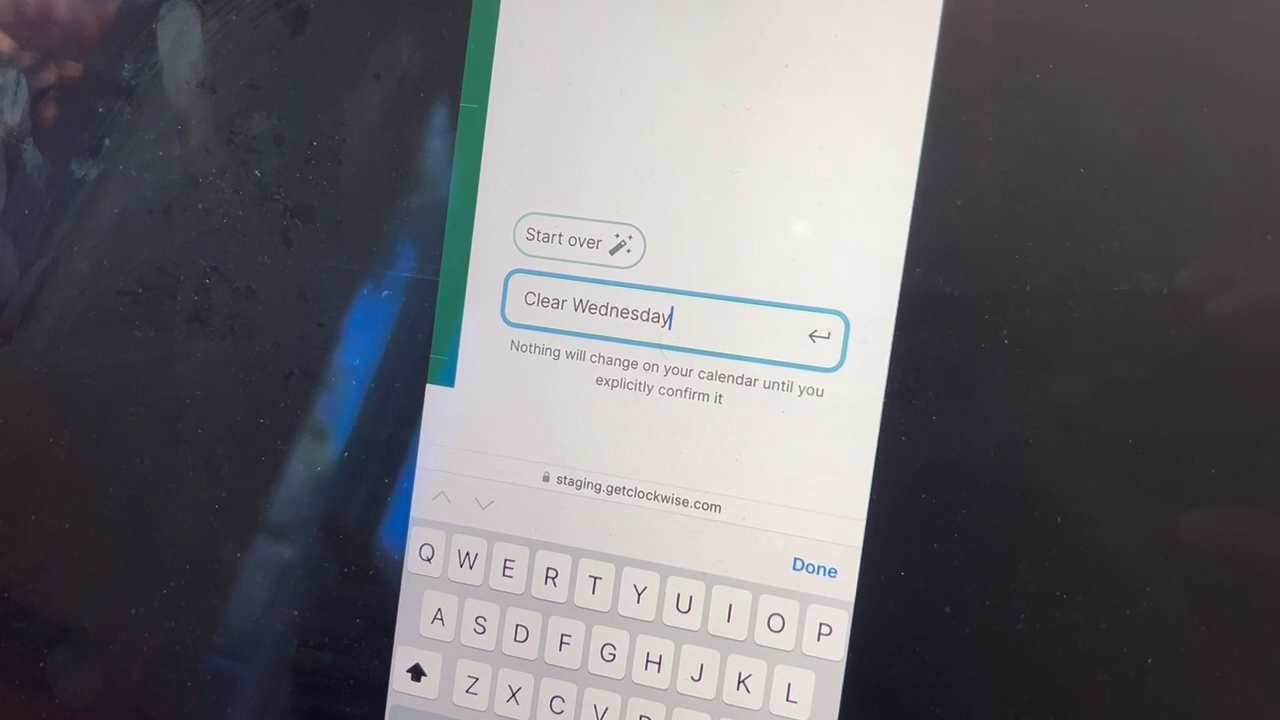 Start over
Clear Wednesday
Nothing will change on your calendar until you
explicitly confirm it
staging.getclockwise.com
Done
Q W E R T Y U I O P
A S D F G H J K L
Z X C V